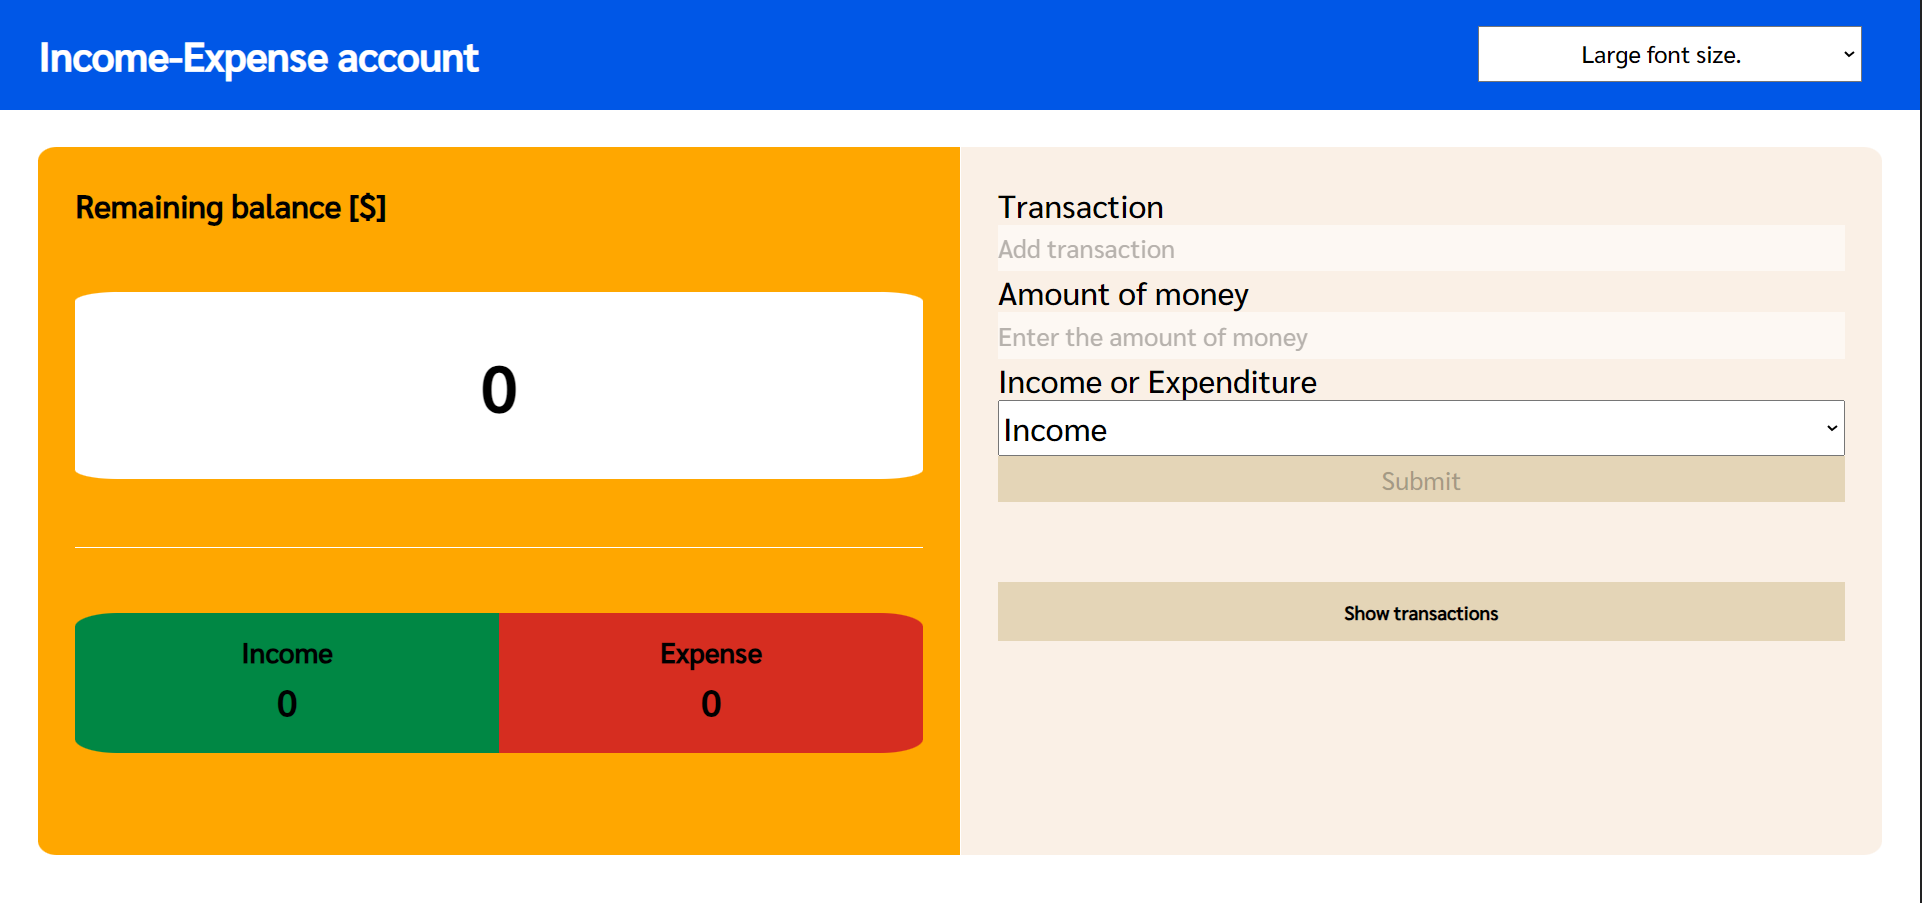 Income-Expense account
Large font size.
Remaining balance [$]
0
Income
0
Expense
0
Transaction
Add transaction
Amount of money
Enter the amount of money
Income or Expenditure
Income
Submit
Show transactions